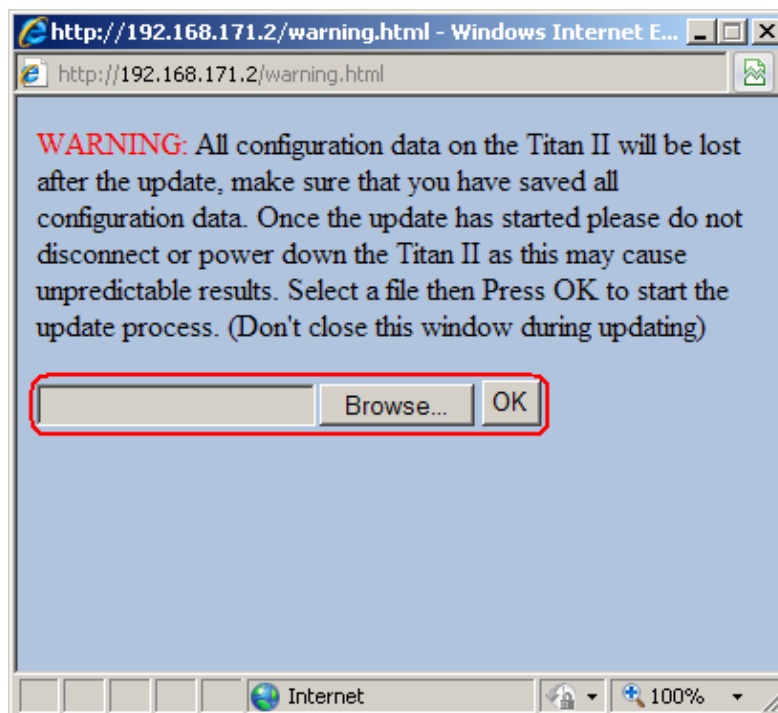 http://192.168.171.2/warning.html - Windows Internet E...
http://192.168.171.2/warning.html
WARNING: All configuration data on the Titan II will be lost
after the update, make sure that you have saved all
configuration data. Once the update has started please do not
disconnect or power down the Titan II as this may cause
unpredictable results. Select a file then Press OK to start the
update process. (Don't close this window during updating)
Browse... OK
Internet 100%